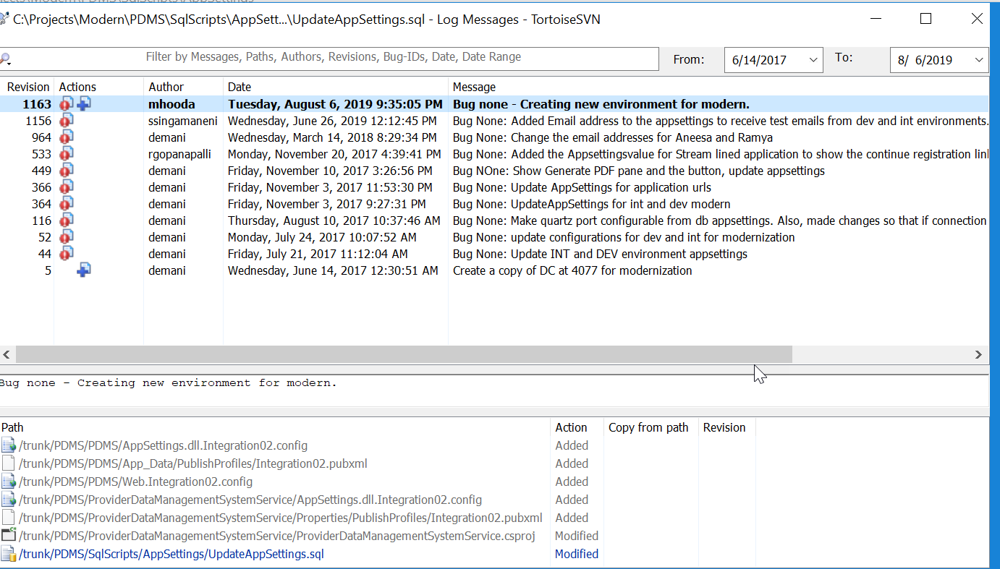 C:\Projects\Modern\PDMS\SqlScripts\AppSett...\UpdateAppSettings.sql - Log Messages - TortoiseSVN
Filter by Messages, Paths, Authors, Revisions, Bug-IDs, Date, Date Range From: 6/14/2017 To: 8/ 6/2019
Revision Actions Author Date Message
1163 mhooda Tuesday, August 6, 2019 9:35:05 PM Bug none - Creating new environment for modern.
1156 ssingamaneni Wednesday, June 26, 2019 12:12:45 PM Bug None: Added Email address to the appsettings to receive test emails from dev and int environments.
964 demani Wednesday, March 14, 2018 8:29:34 PM Bug None: Change the email addresses for Aneesa and Ramya
533 rgopanapalli Monday, November 20, 2017 4:39:41 PM Bug None: Added the Appsettingsvalue for Stream lined application to show the continue registration
449 demani Friday, November 10, 2017 3:26:56 PM Bug NOne: Show Generate PDF pane and the button, update appsettings
366 demani Friday, November 3, 2017 11:53:30 PM Bug None: Update AppSettings for application urls
364 demani Friday, November 3, 2017 9:27:31 PM Bug None: UpdateAppSettings for int and dev modern
116 demani Thursday, August 10, 2017 10:37:46 AM Bug None: Make quartz port configurable from db appsettings. Also, made changes so that if connection
52 demani Monday, July 24, 2017 10:07:52 AM Bug None: update configurations for dev and int for modernization
44 demani Friday, July 21, 2017 11:12:04 AM Bug None: Update INT and DEV environment appsettings
5 demani Wednesday, June 14, 2017 12:30:51 AM Create a copy of DC at 4077 for modernization
Bug none - Creating new environment for modern.
Path Action Copy from path Revision
/trunk/PDMS/PDMS/AppSettings.dll.Integration02.config Added
/trunk/PDMS/PDMS/App_Data/PublishProfiles/Integration02.pubxml Added
/trunk/PDMS/PDMS/Web.Integration02.config Added
/trunk/PDMS/ProviderDataManagementSystemService/AppSettings.dll.Integration02.config Added
/trunk/PDMS/ProviderDataManagementSystemService/Properties/PublishProfiles/Integration02.pubxml Added
/trunk/PDMS/ProviderDataManagementSystemService/ProviderDataManagementSystemService.csproj Modified
/trunk/PDMS/SqlScripts/AppSettings/UpdateAppSettings.sql Modified